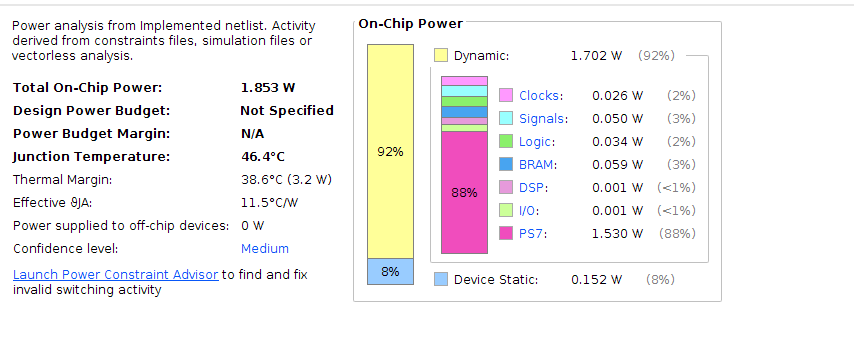 Power analysis from Implemented netlist. Activity
derived from constraints files, simulation files or
vectorless analysis.
Total On-Chip Power: 1.853 W
Design Power Budget: Not Specified
Power Budget Margin: N/A
Junction Temperature: 46.4°C
Thermal Margin: 38.6°C (3.2 W)
Effective ϑJA: 11.5°C/W
Power supplied to off-chip devices: 0 W
Confidence level: Medium
Launch Power Constraint Advisor to find and fix
invalid switching activity
On-Chip Power
92%
8%
Dynamic: 1.702 W (92%)
88%
Clocks: 0.026 W (2%)
Signals: 0.050 W (3%)
Logic: 0.034 W (2%)
BRAM: 0.059 W (3%)
DSP: 0.001 W (<1%)
I/O: 0.001 W (<1%)
PS7: 1.530 W (88%)
Device Static: 0.152 W (8%)